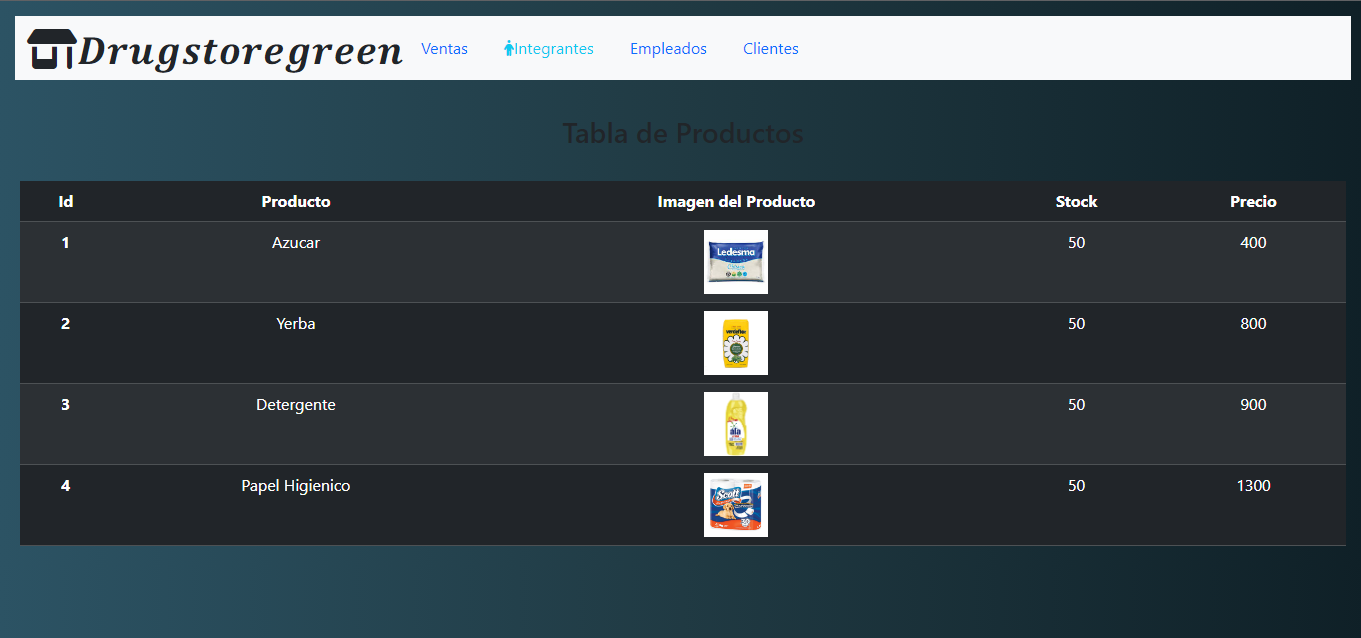 Drugstoregreen Ventas Integrantes Empleados Clientes
Tabla de Productos
Id Producto Imagen del Producto Stock Precio
1 Azucar Ledesma 50 400
2 Yerba 50 800
3 Detergente ala 50 900
4 Papel Higienico Scott 50 1300